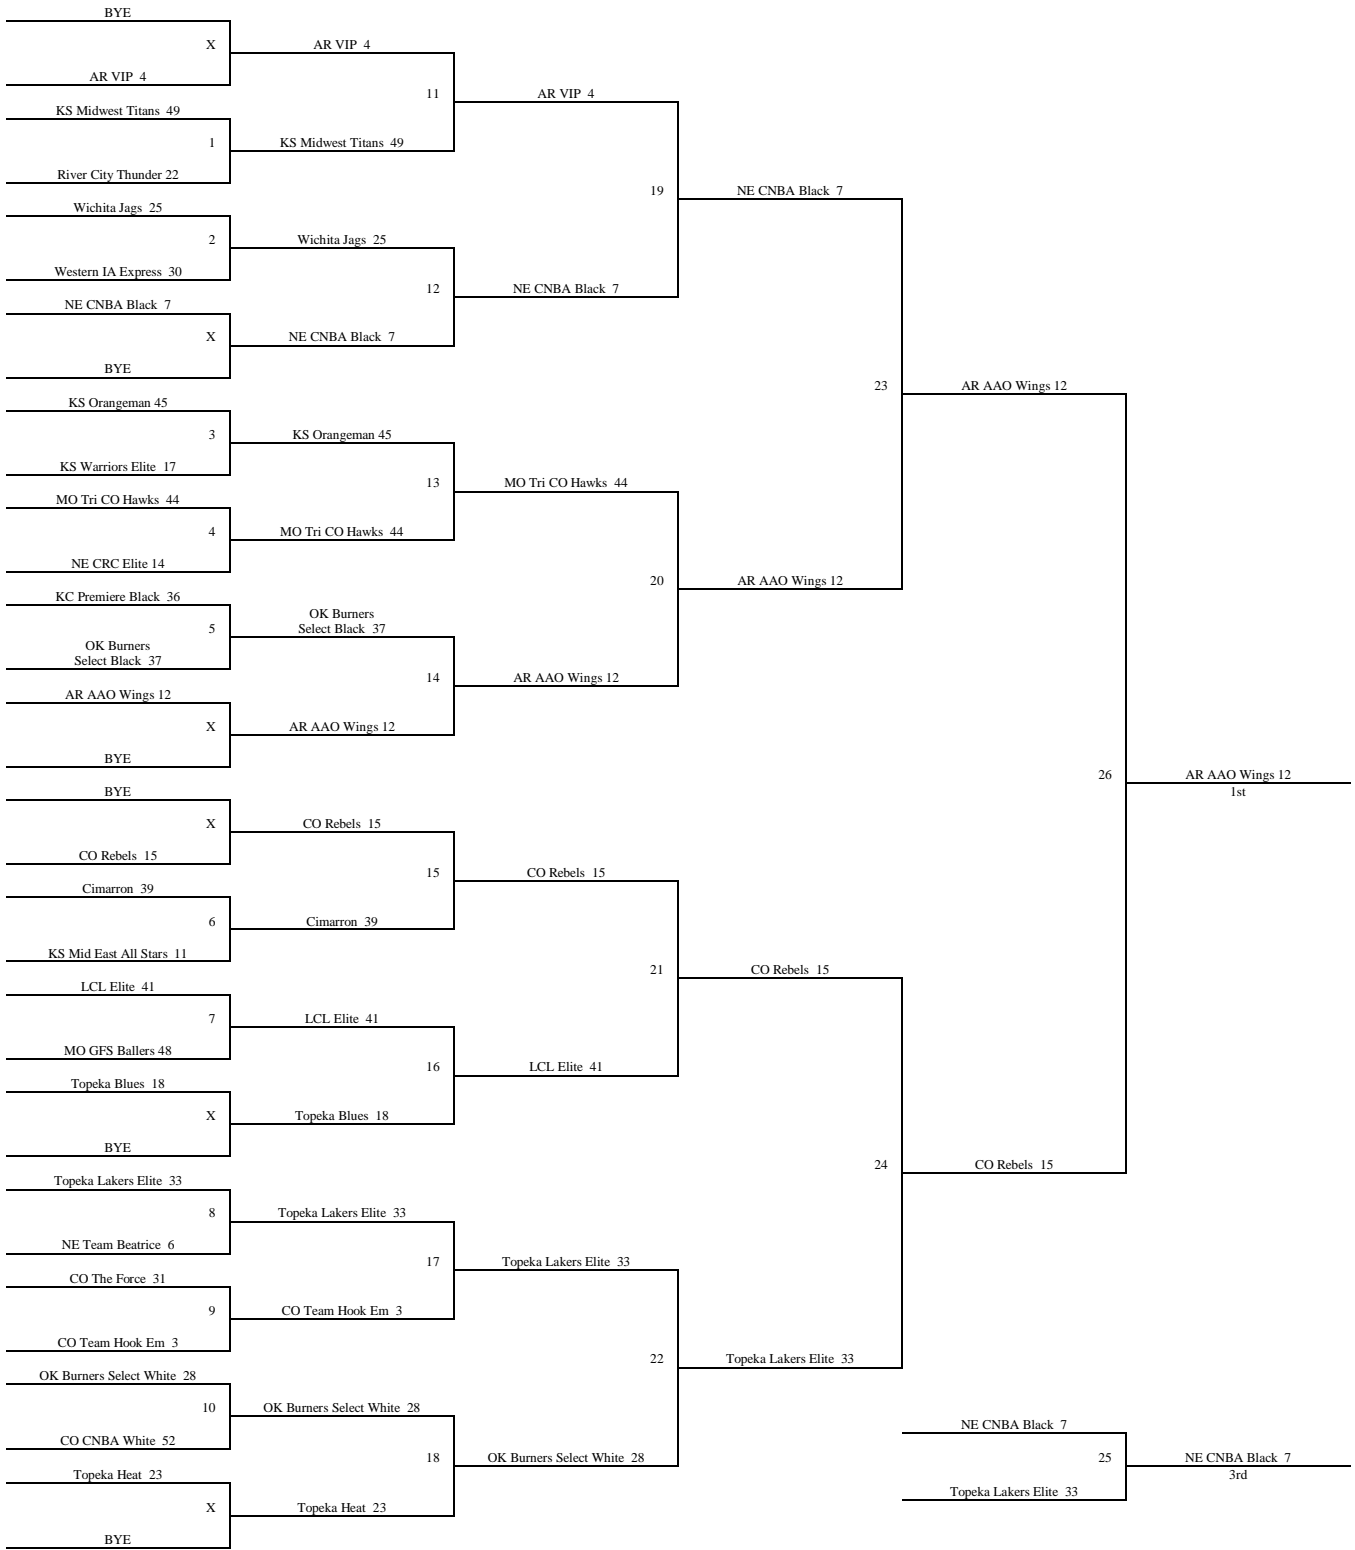 BYE
X
AR VIP 4
AR VIP 4
KS Midwest Titans 49
1
River City Thunder 22
KS Midwest Titans 49
11
AR VIP 4
Wichita Jags 25
2
Western IA Express 30
Wichita Jags 25
NE CNBA Black 7
X
BYE
NE CNBA Black 7
12
NE CNBA Black 7
19
NE CNBA Black 7
KS Orangeman 45
3
KS Warriors Elite 17
KS Orangeman 45
MO Tri CO Hawks 44
4
NE CRC Elite 14
MO Tri CO Hawks 44
13
MO Tri CO Hawks 44
KC Premiere Black 36
5
OK Burners
Select Black 37
OK Burners
Select Black 37
AR AAO Wings 12
X
BYE
AR AAO Wings 12
14
AR AAO Wings 12
20
AR AAO Wings 12
23
AR AAO Wings 12
BYE
X
CO Rebels 15
CO Rebels 15
Cimarron 39
6
KS Mid East All Stars 11
Cimarron 39
15
CO Rebels 15
LCL Elite 41
7
MO GFS Ballers 48
LCL Elite 41
Topeka Blues 18
X
BYE
Topeka Blues 18
16
LCL Elite 41
21
CO Rebels 15
Topeka Lakers Elite 33
8
NE Team Beatrice 6
Topeka Lakers Elite 33
CO The Force 31
9
CO Team Hook Em 3
CO Team Hook Em 3
17
Topeka Lakers Elite 33
OK Burners Select White 28
10
CO CNBA White 52
OK Burners Select White 28
Topeka Heat 23
X
BYE
Topeka Heat 23
18
OK Burners Select White 28
22
Topeka Lakers Elite 33
24
CO Rebels 15
26
AR AAO Wings 12
1st
NE CNBA Black 7
25
Topeka Lakers Elite 33
NE CNBA Black 7
3rd